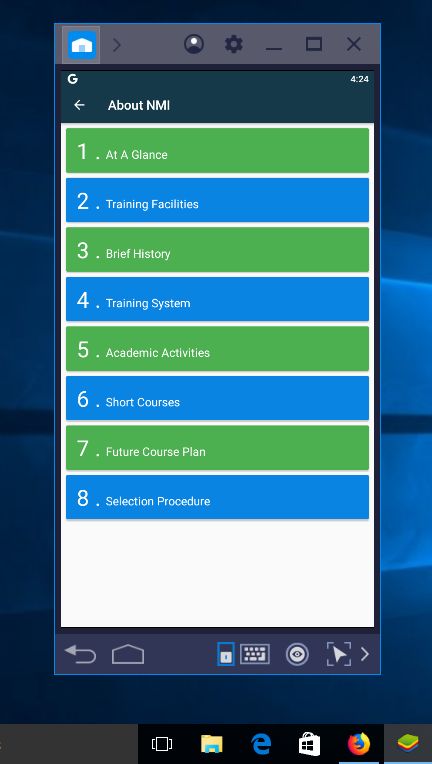 G
4:24
About NMI
1 . At A Glance
2 . Training Facilities
3 . Brief History
4 . Training System
5 . Academic Activities
6 . Short Courses
7 . Future Course Plan
8 . Selection Procedure